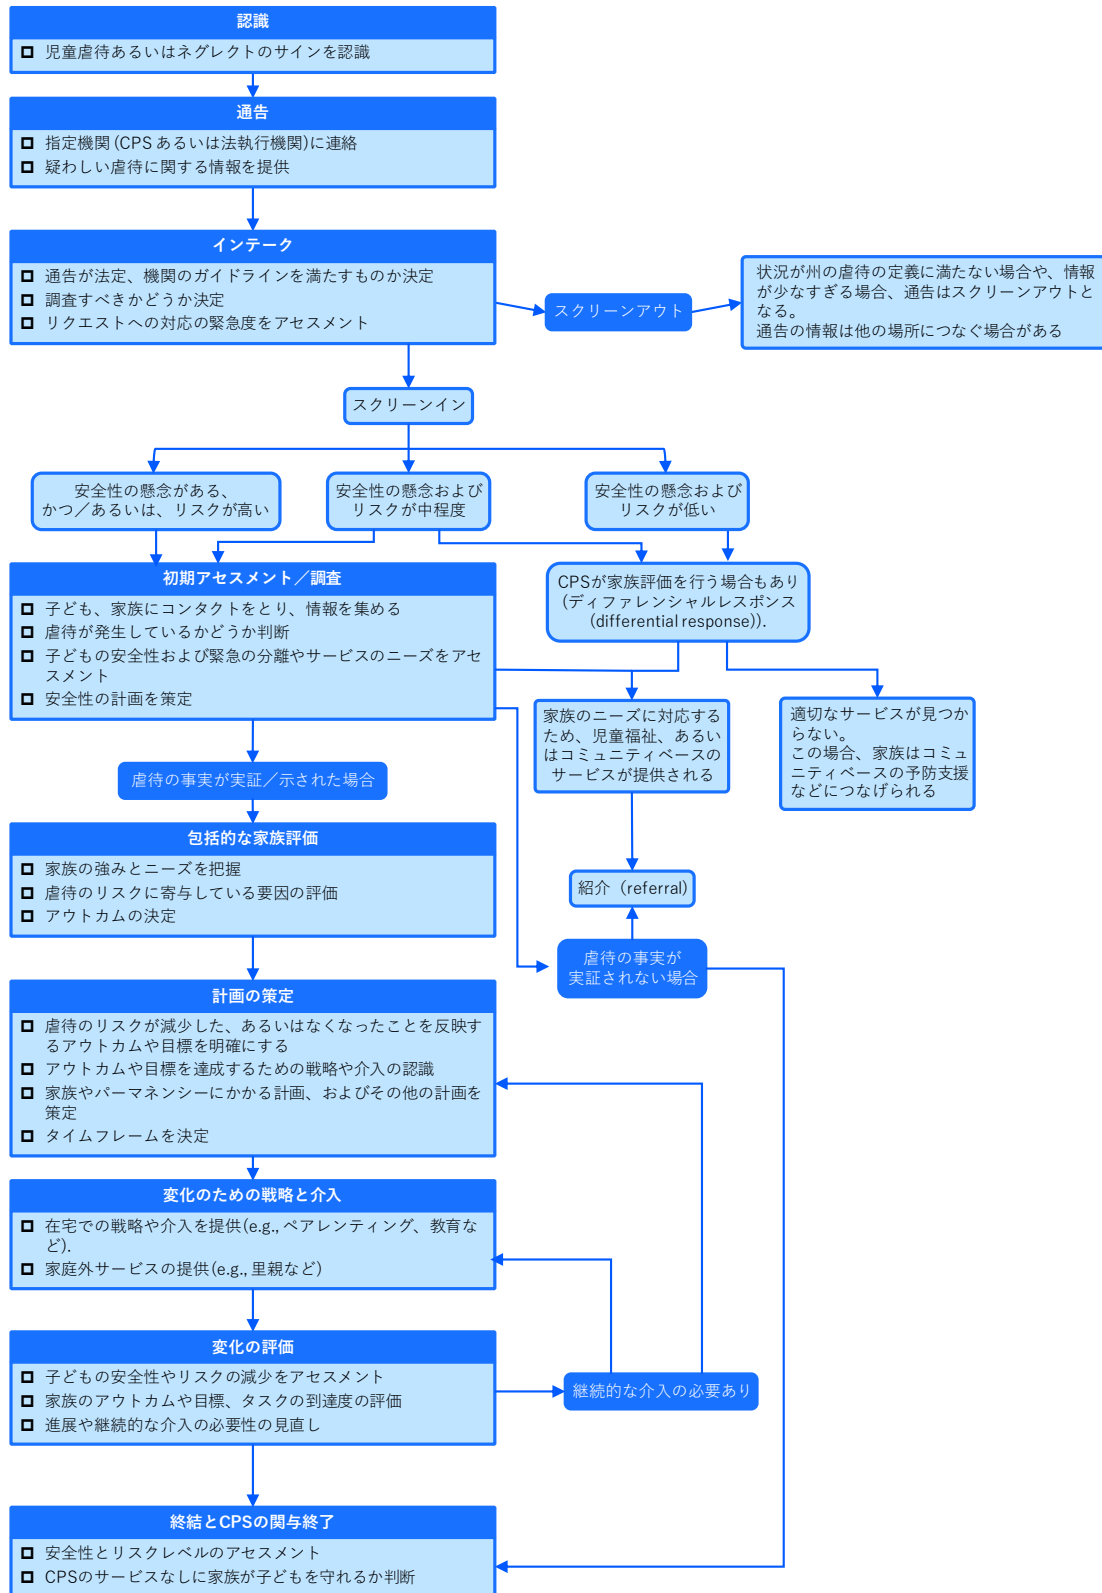 認識
児童虐待あるいはネグレクトのサインを認識
通告
指定機関 (CPS あるいは法執行機関)に連絡
疑わしい虐待に関する情報を提供
インテーク
通告が法定、機関のガイドラインを満たすものか決定
調査すべきかどうか決定
リクエストへの対応の緊急度をアセスメント
スクリーンアウト
状況が州の虐待の定義に満たない場合や、情報
が少なすぎる場合、通告はスクリーンアウトと
なる。
通告の情報は他の場所につなぐ場合がある
スクリーンイン
安全性の懸念がある、
かつ／あるいは、リスクが高い
安全性の懸念および
リスクが中程度
安全性の懸念および
リスクが低い
初期アセスメント／調査
子ども、家族にコンタクトをとり、情報を集める
虐待が発生しているかどうか判断
子どもの安全性および緊急の分離やサービスのニーズをアセ
スメント
安全性の計画を策定
CPSが家族評価を行う場合もあり
(ディファレンシャルレスポンス
(differential response)).
家族のニーズに対応する
ため、児童福祉、あるい
はコミュニティベースの
サービスが提供される
適切なサービスが見つか
らない。
この場合、家族はコミュ
ニティベースの予防支援
などにつなげられる
虐待の事実が実証／示された場合
包括的な家族評価
家族の強みとニーズを把握
虐待のリスクに寄与している要因の評価
アウトカムの決定
紹介（referral)
虐待の事実が
実証されない場合
計画の策定
虐待のリスクが減少した、あるいはなくなったことを反映す
るアウトカムや目標を明確にする
アウトカムや目標を達成するための戦略や介入の認識
家族やパーマネンシーにかかる計画、およびその他の計画を
策定
タイムフレームを決定
変化のための戦略と介入
在宅での戦略や介入を提供(e.g., ペアレンティング、教育な
ど).
家庭外サービスの提供(e.g., 里親など)
変化の評価
子どもの安全性やリスクの減少をアセスメント
家族のアウトカムや目標、タスクの到達度の評価
進展や継続的な介入の必要性の見直し
継続的な介入の必要あり
終結とCPSの関与終了
安全性とリスクレベルのアセスメント
CPSのサービスなしに家族が子どもを守れるか判断